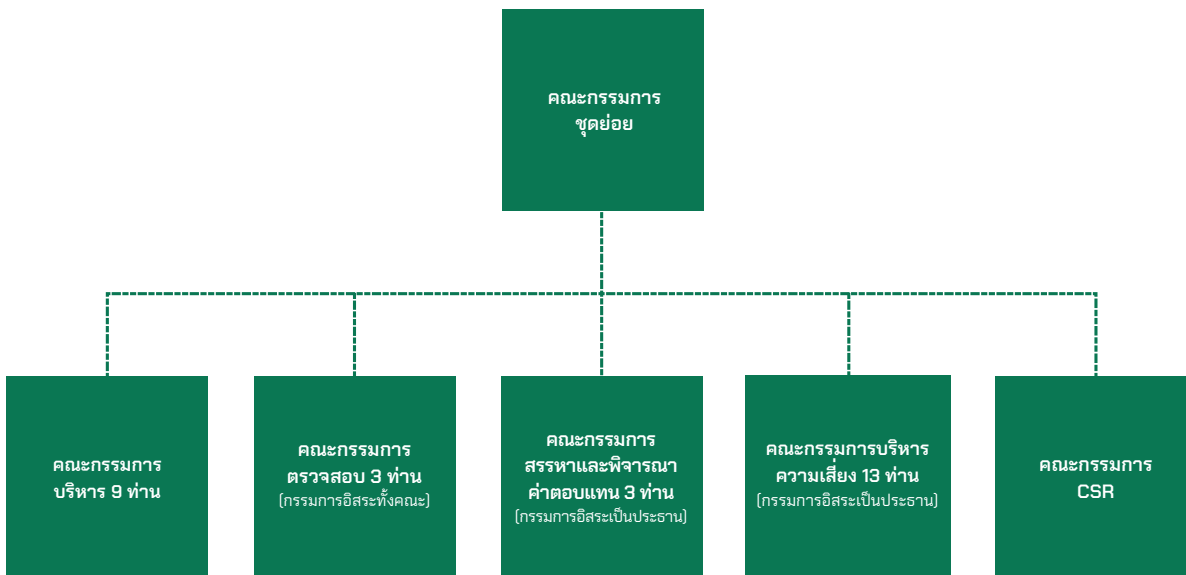 คณะกรรมการ
ชุดย่อย
คณะกรรมการ
บริหาร 9 ท่าน
คณะกรรมการ
ตรวจสอบ 3 ท่าน
(กรรมการอิสระทั้งคณะ)
คณะกรรมการ
สรรหาและพิจารณา
ค่าตอบแทน 3 ท่าน
(กรรมการอิสระเป็นประธาน)
คณะกรรมการบริหาร
ความเสี่ยง 13 ท่าน
(กรรมการอิสระเป็นประธาน)
คณะกรรมการ
CSR